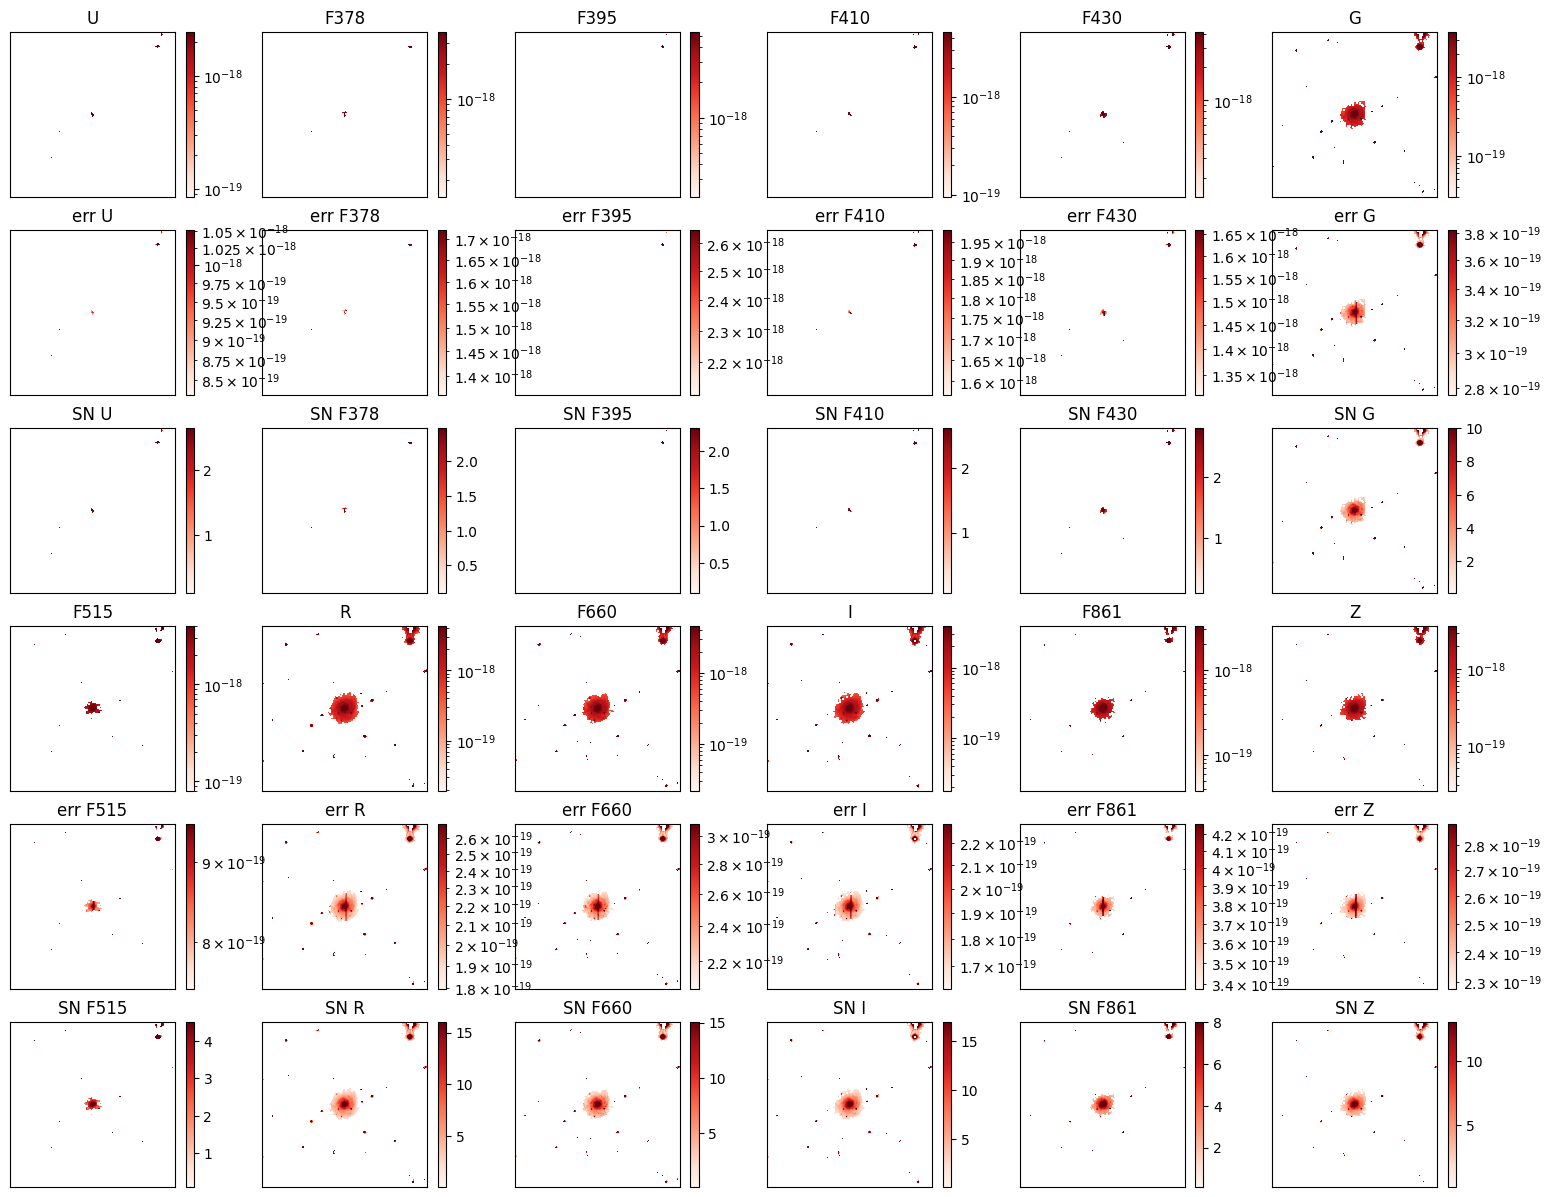 U F378 F395 F410 F430 G
10⁻¹⁸ 10⁻¹⁸ 10⁻¹⁸ 10⁻¹⁸ 10⁻¹⁸ 10⁻¹⁸
10⁻¹⁹ 10⁻¹⁹ 10⁻¹⁹
err U err F378 err F395 err F410 err F430 err G
1.05 × 10⁻¹⁸ 1.7 × 10⁻¹⁸ 2.6 × 10⁻¹⁸ 1.95 × 10⁻¹⁸ 1.65 × 10⁻¹⁸ 3.8 × 10⁻¹⁹
1.025 × 10⁻¹⁸ 1.65 × 10⁻¹⁸ 2.5 × 10⁻¹⁸ 1.9 × 10⁻¹⁸ 1.6 × 10⁻¹⁸ 3.6 × 10⁻¹⁹
10⁻¹⁸ 1.6 × 10⁻¹⁸ 2.4 × 10⁻¹⁸ 1.85 × 10⁻¹⁸ 1.55 × 10⁻¹⁸ 3.4 × 10⁻¹⁹
9.75 × 10⁻¹⁹ 1.55 × 10⁻¹⁸ 2.3 × 10⁻¹⁸ 1.8 × 10⁻¹⁸ 1.5 × 10⁻¹⁸ 3.2 × 10⁻¹⁹
9.5 × 10⁻¹⁹ 1.5 × 10⁻¹⁸ 2.2 × 10⁻¹⁸ 1.75 × 10⁻¹⁸ 1.45 × 10⁻¹⁸ 3 × 10⁻¹⁹
9.25 × 10⁻¹⁹ 1.45 × 10⁻¹⁸ 1.7 × 10⁻¹⁸ 1.4 × 10⁻¹⁸ 2.8 × 10⁻¹⁹
9 × 10⁻¹⁹ 1.4 × 10⁻¹⁸ 1.65 × 10⁻¹⁸ 1.35 × 10⁻¹⁸
8.75 × 10⁻¹⁹ 1.6 × 10⁻¹⁸
8.5 × 10⁻¹⁹
SN U SN F378 SN F395 SN F410 SN F430 SN G
2 2.0 2.0 2 2 10
1 1.5 1.5 1 1 8
1.0 1.0 6
0.5 0.5 4
2
F515 R F660 I F861 Z
10⁻¹⁸ 10⁻¹⁸ 10⁻¹⁸ 10⁻¹⁸ 10⁻¹⁸ 10⁻¹⁸
10⁻¹⁹ 10⁻¹⁹ 10⁻¹⁹ 10⁻¹⁹ 10⁻¹⁹ 10⁻¹⁹
err F515 err R err F660 err I err F861 err Z
9 × 10⁻¹⁹ 2.6 × 10⁻¹⁹ 3 × 10⁻¹⁹ 2.2 × 10⁻¹⁹ 4.2 × 10⁻¹⁹ 2.8 × 10⁻¹⁹
8 × 10⁻¹⁹ 2.5 × 10⁻¹⁹ 2.8 × 10⁻¹⁹ 2.1 × 10⁻¹⁹ 4.1 × 10⁻¹⁹ 2.7 × 10⁻¹⁹
2.4 × 10⁻¹⁹ 2.6 × 10⁻¹⁹ 2 × 10⁻¹⁹ 4 × 10⁻¹⁹ 2.6 × 10⁻¹⁹
2.3 × 10⁻¹⁹ 2.4 × 10⁻¹⁹ 1.9 × 10⁻¹⁹ 3.9 × 10⁻¹⁹ 2.5 × 10⁻¹⁹
2.2 × 10⁻¹⁹ 2.2 × 10⁻¹⁹ 1.8 × 10⁻¹⁹ 3.8 × 10⁻¹⁹ 2.4 × 10⁻¹⁹
2.1 × 10⁻¹⁹ 1.7 × 10⁻¹⁹ 3.7 × 10⁻¹⁹ 2.3 × 10⁻¹⁹
2 × 10⁻¹⁹ 3.6 × 10⁻¹⁹
1.9 × 10⁻¹⁹ 3.5 × 10⁻¹⁹
1.8 × 10⁻¹⁹ 3.4 × 10⁻¹⁹
SN F515 SN R SN F660 SN I SN F861 SN Z
4 15 15 15 8 10
3 10 10 10 6 5
2 5 5 5 4
1 2